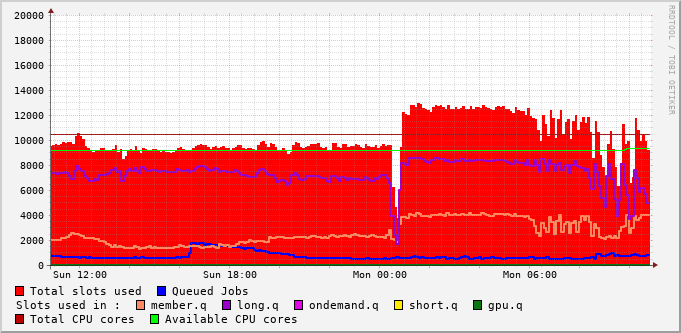 20000
18000
16000
14000
12000
10000
8000
6000
4000
2000
0
Sun 12:00 Sun 18:00 Mon 00:00 Mon 06:00
RRDTOOL / TOBI OETIKER
Total slots used Queued Jobs
Slots used in : member.q long.q ondemand.q short.q gpu.q
Total CPU cores Available CPU cores